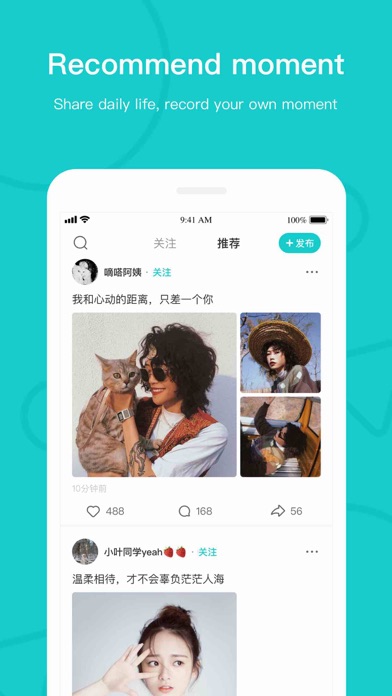 Recommend moment
Share daily life, record your own moment
9:41 AM 100%
关注 推荐 +发布
嘀嗒阿姨 · 关注
我和心动的距离，只差一个你
10分钟前
488 168 56
小叶同学yeah🍓🍓 · 关注
温柔相待，才不会辜负茫茫人海